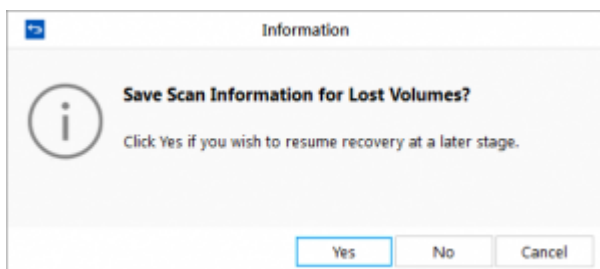 Information
Save Scan Information for Lost Volumes?
Click Yes if you wish to resume recovery at a later stage.
Yes No Cancel